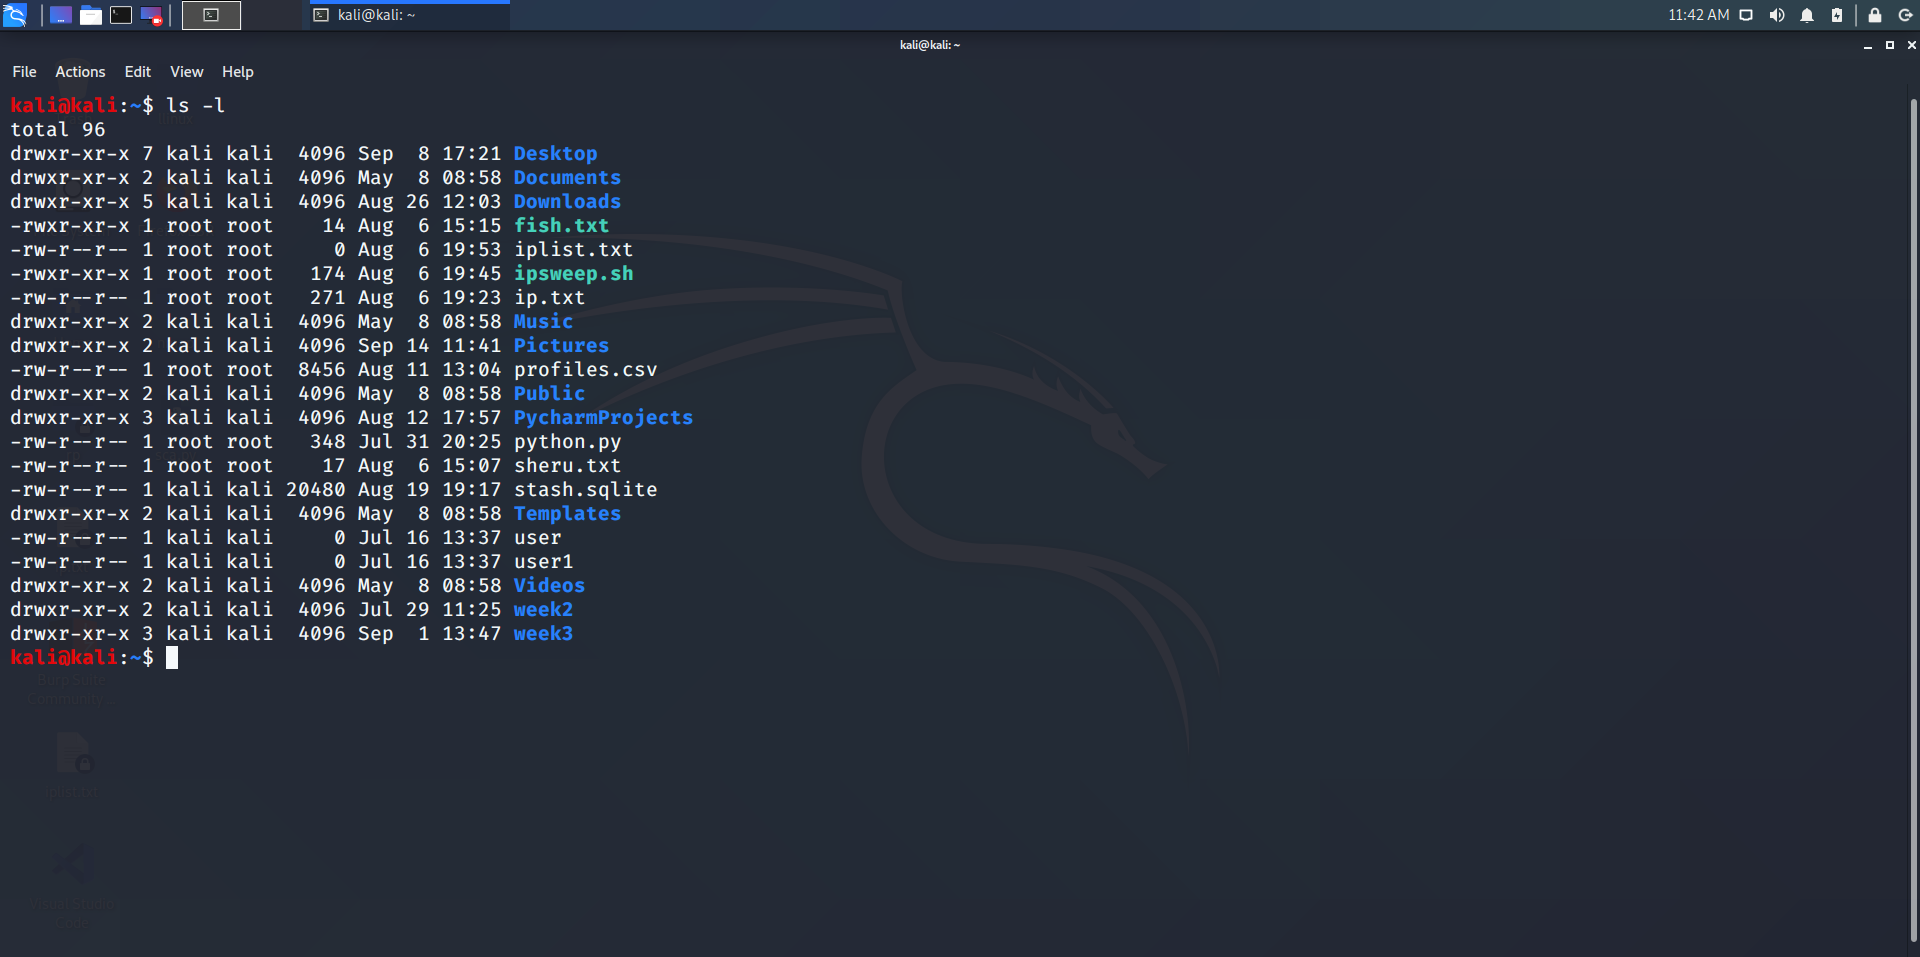 kali@kali: ~
11:42 AM
kali@kali: ~
File Actions Edit View Help
kali@kali:~$ ls -l
total 96
drwxr-xr-x 7 kali kali  4096 Sep  8 17:21 Desktop
drwxr-xr-x 2 kali kali  4096 May  8 08:58 Documents
drwxr-xr-x 5 kali kali  4096 Aug 26 12:03 Downloads
-rwxr-xr-x 1 root root    14 Aug  6 15:15 fish.txt
-rw-r--r-- 1 root root     0 Aug  6 19:53 iplist.txt
-rwxr-xr-x 1 root root   174 Aug  6 19:45 ipsweep.sh
-rw-r--r-- 1 root root   271 Aug  6 19:23 ip.txt
drwxr-xr-x 2 kali kali  4096 May  8 08:58 Music
drwxr-xr-x 2 kali kali  4096 Sep 14 11:41 Pictures
-rw-r--r-- 1 root root  8456 Aug 11 13:04 profiles.csv
drwxr-xr-x 2 kali kali  4096 May  8 08:58 Public
drwxr-xr-x 3 kali kali  4096 Aug 12 17:57 PycharmProjects
-rw-r--r-- 1 root root   348 Jul 31 20:25 python.py
-rw-r--r-- 1 root root    17 Aug  6 15:07 sheru.txt
-rw-r--r-- 1 kali kali 20480 Aug 19 19:17 stash.sqlite
drwxr-xr-x 2 kali kali  4096 May  8 08:58 Templates
-rw-r--r-- 1 kali kali     0 Jul 16 13:37 user
-rw-r--r-- 1 kali kali     0 Jul 16 13:37 user1
drwxr-xr-x 2 kali kali  4096 May  8 08:58 Videos
drwxr-xr-x 2 kali kali  4096 Jul 29 11:25 week2
drwxr-xr-x 3 kali kali  4096 Sep  1 13:47 week3
kali@kali:~$
Burp Suite
Community
iplist.txt
Visual Studio
Code